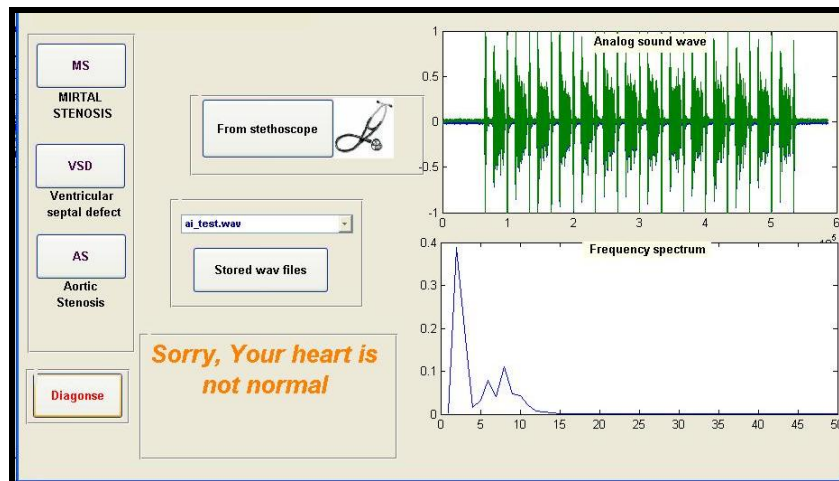 MS
MIRTAL
STENOSIS
VSD
Ventricular
septal defect
AS
Aortic
Stenosis
Diagonse
From stethoscope
ai_test.wav
Stored wav files
Sorry, Your heart is
not normal
Analog sound wave
1
0.5
0
-0.5
-1
0 1 2 3 4 5 6
10^5
Frequency spectrum
0.4
0.3
0.2
0.1
0
0 5 10 15 20 25 30 35 40 45 50